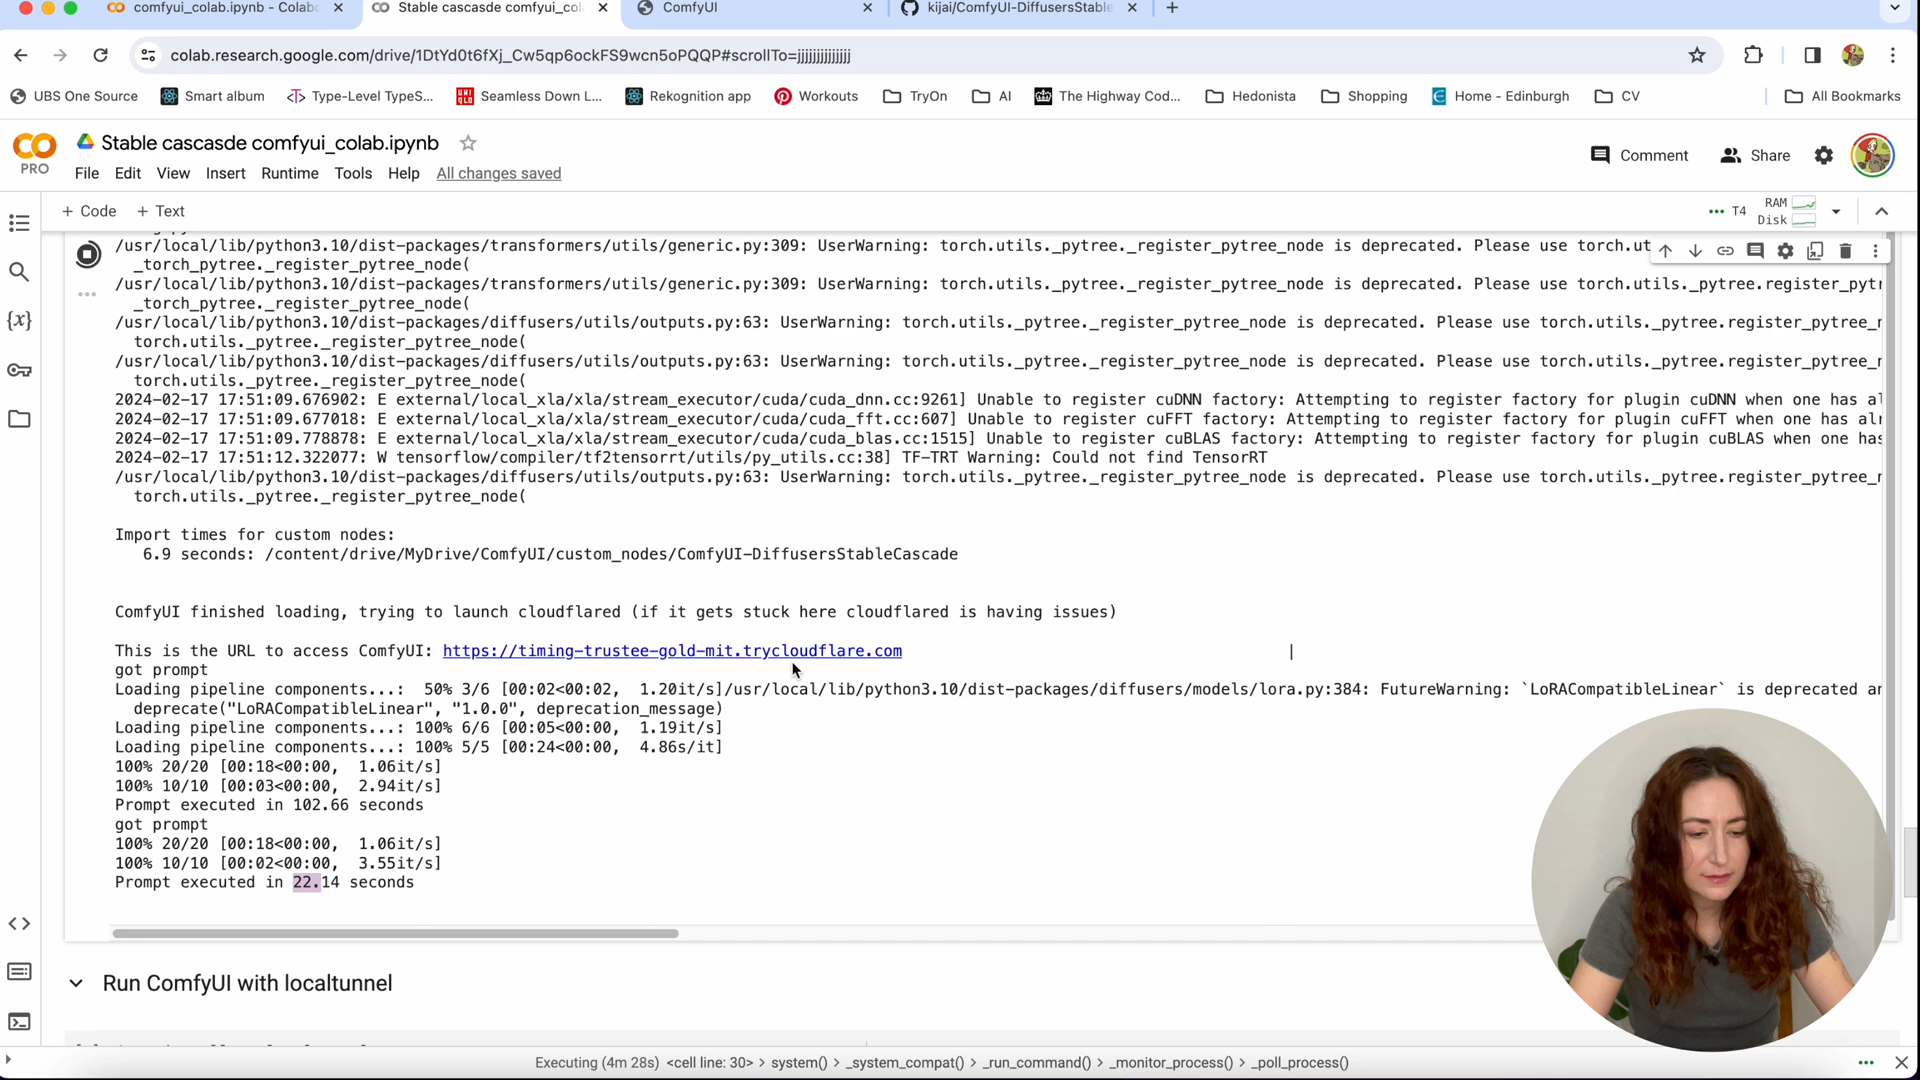 comfyui_colab.ipynb - Colab
Stable cascasde comfyui_cola
ComfyUI
kijai/ComfyUI-DiffusersStable
colab.research.google.com/drive/1DtYd0t6fXj_Cw5qp6ockFS9wcn5oPQQP#scrollTo=jjjjjjjjjjjjjj
UBS One Source
Smart album
Type-Level TypeS...
Seamless Down L...
Rekognition app
Workouts
TryOn
AI
The Highway Cod...
Shopping
Hedonista
Home - Edinburgh
CV
All Bookmarks
CO
PRO
Stable cascasde comfyui_colab.ipynb
Comment
Share
File Edit View Insert Runtime Tools Help All changes saved
+ Code + Text
T4
RAM
Disk
/usr/local/lib/python3.10/dist-packages/transformers/utils/generic.py:309: UserWarning: torch.utils._pytree._register_pytree_node is deprecated. Please use torch.ut
_torch_pytree._register_pytree_node(
/usr/local/lib/python3.10/dist-packages/transformers/utils/generic.py:309: UserWarning: torch.utils._pytree._register_pytree_node is deprecated. Please use torch.utils._pytree.register_pytr
_torch_pytree._register_pytree_node(
/usr/local/lib/python3.10/dist-packages/diffusers/utils/outputs.py:63: UserWarning: torch.utils._pytree._register_pytree_node is deprecated. Please use torch.utils._pytree.register_pytree_n
torch.utils._pytree._register_pytree_node(
/usr/local/lib/python3.10/dist-packages/diffusers/utils/outputs.py:63: UserWarning: torch.utils._pytree._register_pytree_node is deprecated. Please use torch.utils._pytree.register_pytree_n
torch.utils._pytree._register_pytree_node(
2024-02-17 17:51:09.676902: E external/local_xla/xla/stream_executor/cuda/cuda_dnn.cc:9261] Unable to register cuDNN factory: Attempting to register factory for plugin cuDNN when one has al
2024-02-17 17:51:09.677018: E external/local_xla/xla/stream_executor/cuda/cuda_fft.cc:607] Unable to register cuFFT factory: Attempting to register factory for plugin cuFFT when one has alr
2024-02-17 17:51:09.778878: E external/local_xla/xla/stream_executor/cuda/cuda_blas.cc:1515] Unable to register cuBLAS factory: Attempting to register factory for plugin cuBLAS when one has
2024-02-17 17:51:12.322077: W tensorflow/compiler/tf2tensorrt/utils/py_utils.cc:38] TF-TRT Warning: Could not find TensorRT
/usr/local/lib/python3.10/dist-packages/diffusers/utils/outputs.py:63: UserWarning: torch.utils._pytree._register_pytree_node is deprecated. Please use torch.utils._pytree.register_pytree_n
torch.utils._pytree._register_pytree_node(
Import times for custom nodes:
6.9 seconds: /content/drive/MyDrive/ComfyUI/custom_nodes/ComfyUI-DiffusersStableCascade
ComfyUI finished loading, trying to launch cloudflared (if it gets stuck here cloudflared is having issues)
This is the URL to access ComfyUI: https://timing-trustee-gold-mit.trycloudflare.com
got prompt
Loading pipeline components...: 50% 3/6 [00:02<00:02, 1.20it/s]/usr/local/lib/python3.10/dist-packages/diffusers/models/lora.py:384: FutureWarning: `LoRACompatibleLinear` is deprecated an
deprecate("LoRACompatibleLinear", "1.0.0", deprecation_message)
Loading pipeline components...: 100% 6/6 [00:05<00:00, 1.19it/s]
Loading pipeline components...: 100% 5/5 [00:24<00:00, 4.86s/it]
100% 20/20 [00:18<00:00, 1.06it/s]
100% 10/10 [00:03<00:00, 2.94it/s]
Prompt executed in 102.66 seconds
got prompt
100% 20/20 [00:18<00:00, 1.06it/s]
100% 10/10 [00:02<00:00, 3.55it/s]
Prompt executed in 22.14 seconds
Run ComfyUI with localtunnel
Executing (4m 28s) <cell line: 30> > system() > _system_compat() > _run_command() > _monitor_process() > _poll_process()